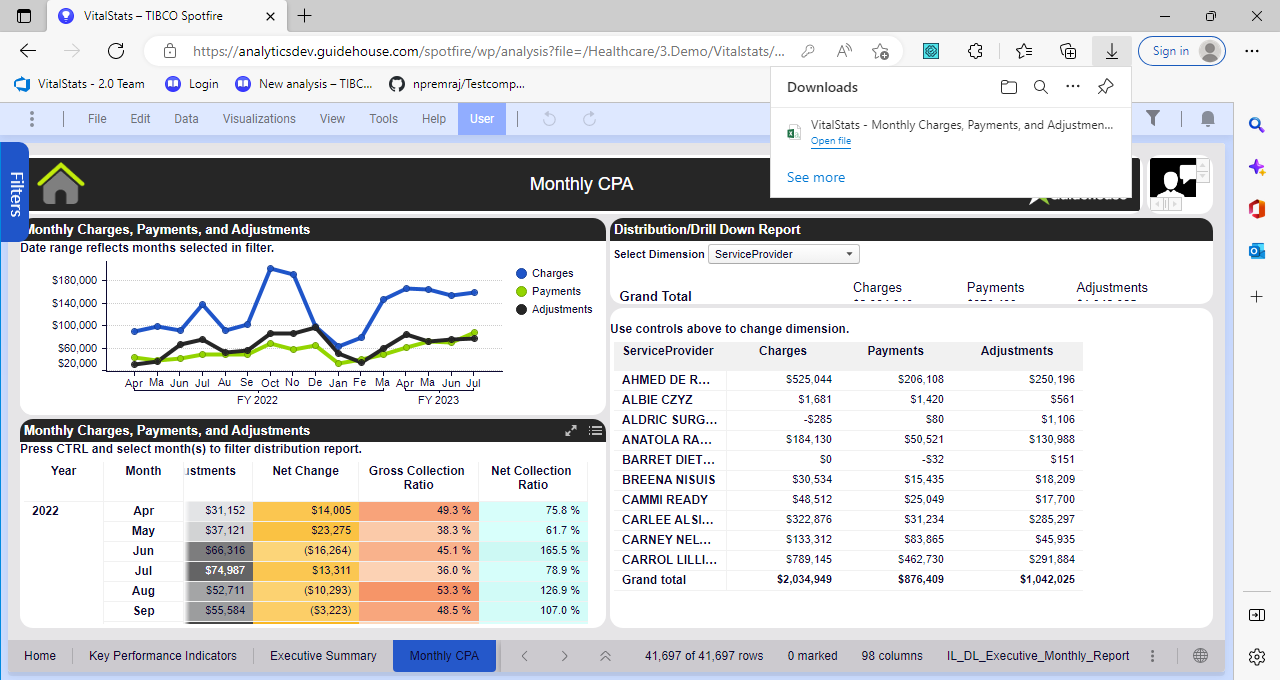 VitalStats – TIBCO Spotfire
https://analyticsdev.guidehouse.com/spotfire/wp/analysis?file=/Healthcare/3.Demo/Vitalstats/...
Sign in
VitalStats - 2.0 Team
Login
New analysis – TIBC...
npremraj/Testcomp...
Downloads
VitalStats - Monthly Charges, Payments, and Adjustmen...
Open file
See more
File
Edit
Data
Visualizations
View
Tools
Help
User
Filters
Monthly CPA
Monthly Charges, Payments, and Adjustments
Date range reflects months selected in filter.
$180,000
$140,000
$100,000
$60,000
$20,000
Apr Ma Jun Jul Au Se Oct No De Jan Fe Ma Apr Ma Jun Jul
FY 2022 FY 2023
Charges
Payments
Adjustments
Distribution/Drill Down Report
Select Dimension ServiceProvider
Charges Payments Adjustments
Grand Total
Use controls above to change dimension.
ServiceProvider Charges Payments Adjustments
AHMED DE R... $525,044 $206,108 $250,196
ALBIE CZYZ $1,681 $1,420 $561
ALDRIC SURG... -$285 $80 $1,106
ANATOLA RA... $184,130 $50,521 $130,988
BARRET DIET... $0 -$32 $151
BREENA NISUIS $30,534 $15,435 $18,209
CAMMI READY $48,512 $25,049 $17,700
CARLEE ALSI... $322,876 $31,234 $285,297
CARNEY NEL... $133,312 $83,865 $45,935
CARROL LILLI... $789,145 $462,730 $291,884
Grand total $2,034,949 $876,409 $1,042,025
Monthly Charges, Payments, and Adjustments
Press CTRL and select month(s) to filter distribution report.
Year Month ustments Net Change Gross Collection Ratio Net Collection Ratio
2022 Apr $31,152 $14,005 49.3 % 75.8 %
May $37,121 $23,275 38.3 % 61.7 %
Jun $66,316 ($16,264) 45.1 % 165.5 %
Jul $74,987 $13,311 36.0 % 78.9 %
Aug $52,711 ($10,293) 53.3 % 126.9 %
Sep $55,584 ($3,223) 48.5 % 107.0 %
Home
Key Performance Indicators
Executive Summary
Monthly CPA
41,697 of 41,697 rows
0 marked
98 columns
IL_DL_Executive_Monthly_Report